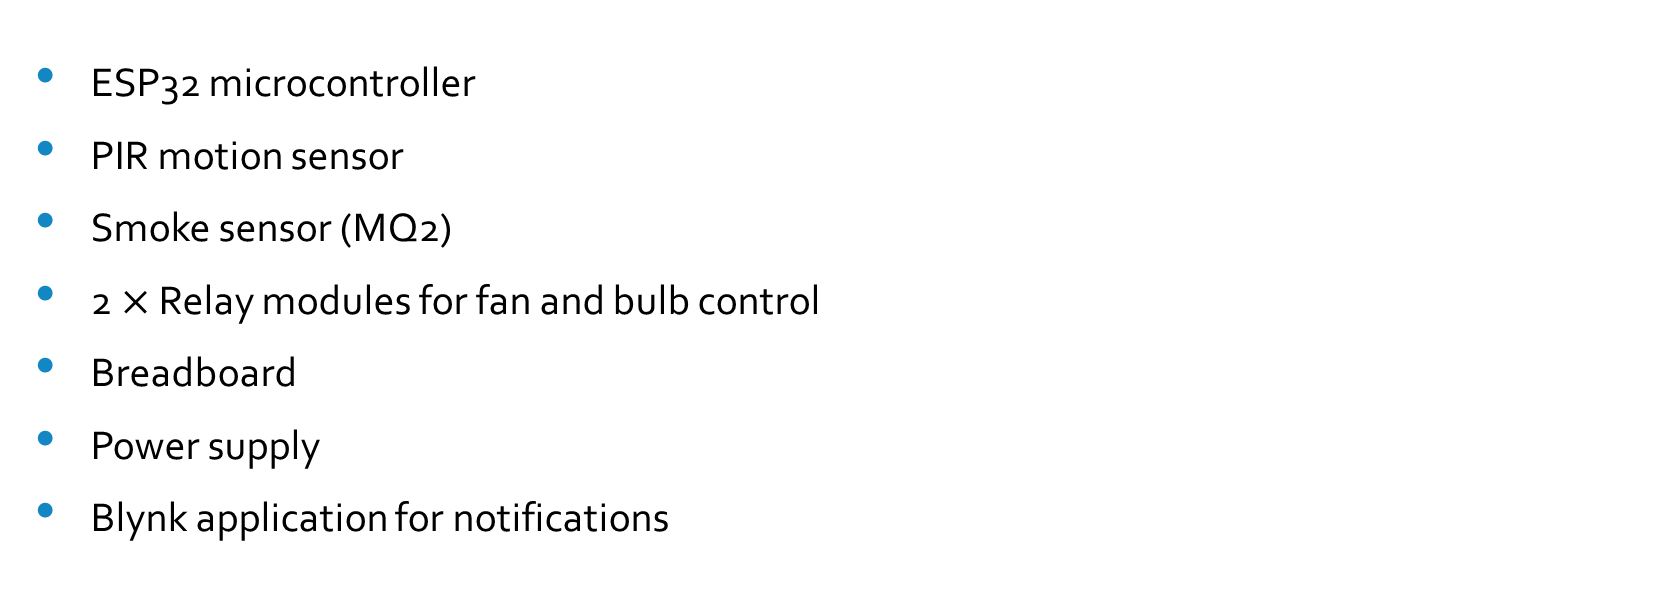 • ESP32 microcontroller
• PIR motion sensor
• Smoke sensor (MQ2)
• 2 × Relay modules for fan and bulb control
• Breadboard
• Power supply
• Blynk application for notifications